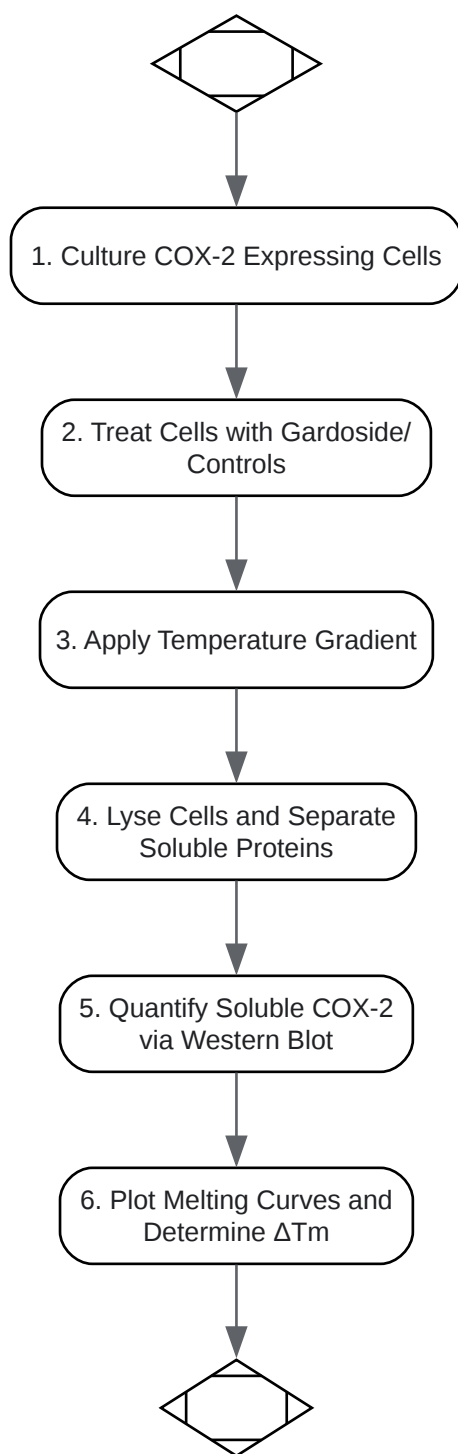 1. Culture COX-2 Expressing Cells
2. Treat Cells with Gardoside/
Controls
3. Apply Temperature Gradient
4. Lyse Cells and Separate
Soluble Proteins
5. Quantify Soluble COX-2
via Western Blot
6. Plot Melting Curves and
Determine ΔTm